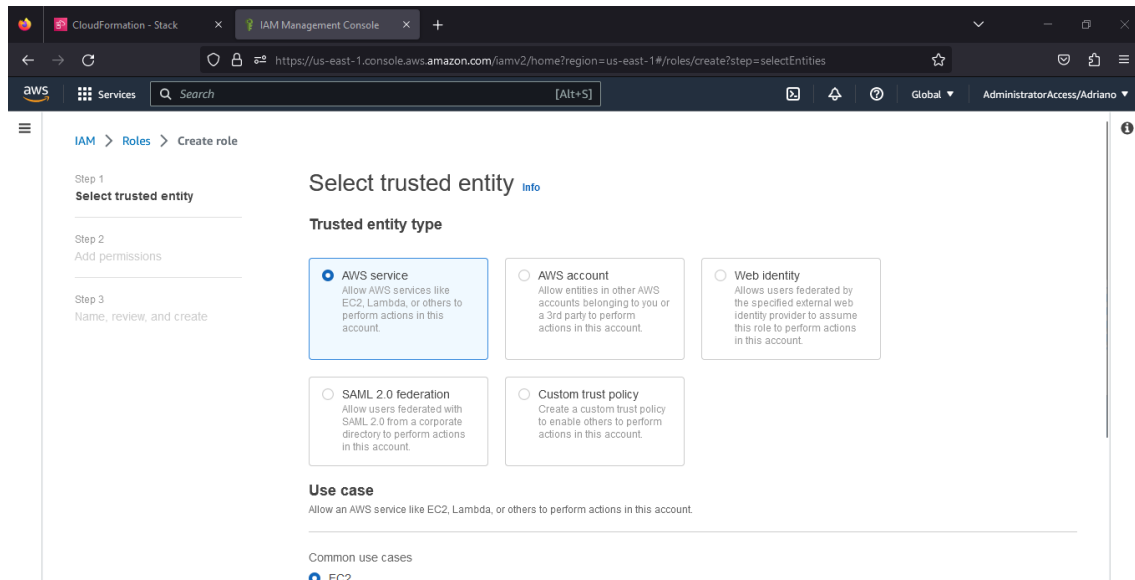 CloudFormation - Stack
IAM Management Console
https://us-east-1.console.aws.amazon.com/iamv2/home?region=us-east-1#/roles/create?step=selectEntities
aws
Services
Search
[Alt+S]
Global
AdministratorAccess/Adriano
IAM > Roles > Create role
Step 1
Select trusted entity
Step 2
Add permissions
Step 3
Name, review, and create
Select trusted entity Info
Trusted entity type
AWS service
Allow AWS services like
EC2, Lambda, or others to
perform actions in this
account.
AWS account
Allow entities in other AWS
accounts belonging to you or
a 3rd party to perform
actions in this account.
Web identity
Allows users federated by
the specified external web
identity provider to assume
this role to perform actions
in this account.
SAML 2.0 federation
Allow users federated with
SAML 2.0 from a corporate
directory to perform actions
in this account.
Custom trust policy
Create a custom trust policy
to enable others to perform
actions in this account.
Use case
Allow an AWS service like EC2, Lambda, or others to perform actions in this account.
Common use cases
EC2